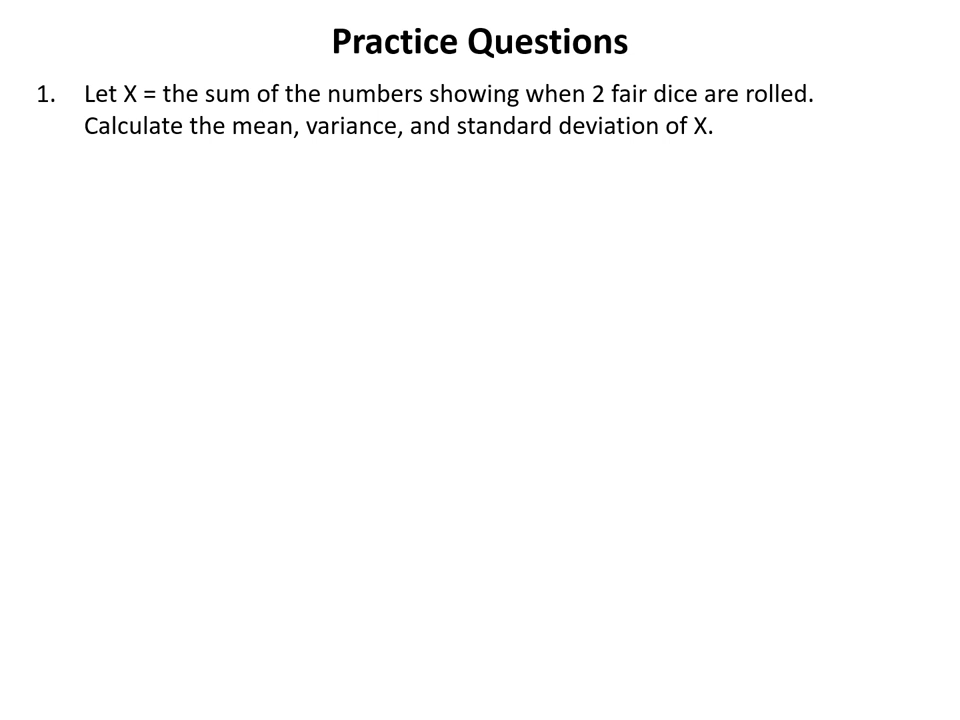 Practice Questions
1. Let X = the sum of the numbers showing when 2 fair dice are rolled.
Calculate the mean, variance, and standard deviation of X.